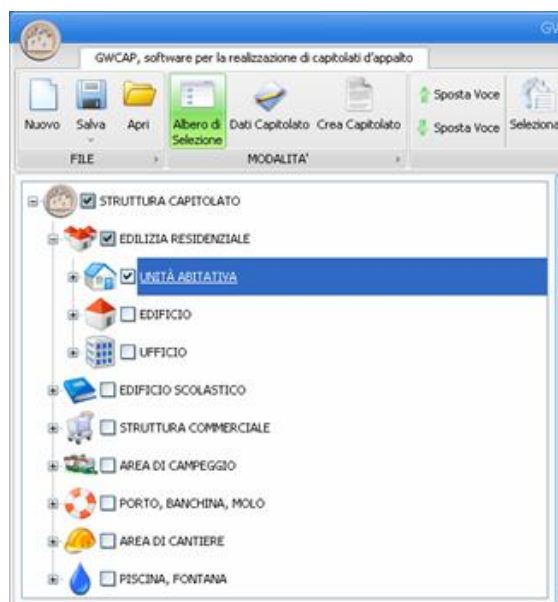 GW
GWCAP, software per la realizzazione di capitolati d'appalto
Nuovo
Salva
Apri
Albero di Selezione
Dati Capitolato
Crea Capitolato
Sposta Voce
Sposta Voce
Seleziona
FILE
MODALITA'
STRUTTURA CAPITOLATO
EDILIZIA RESIDENZIALE
UNITÀ ABITATIVA
EDIFICIO
UFFICIO
EDIFICIO SCOLASTICO
STRUTTURA COMMERCIALE
AREA DI CAMPEGGIO
PORTO, BANCHINA, MOLO
AREA DI CANTIERE
PISCINA, FONTANA